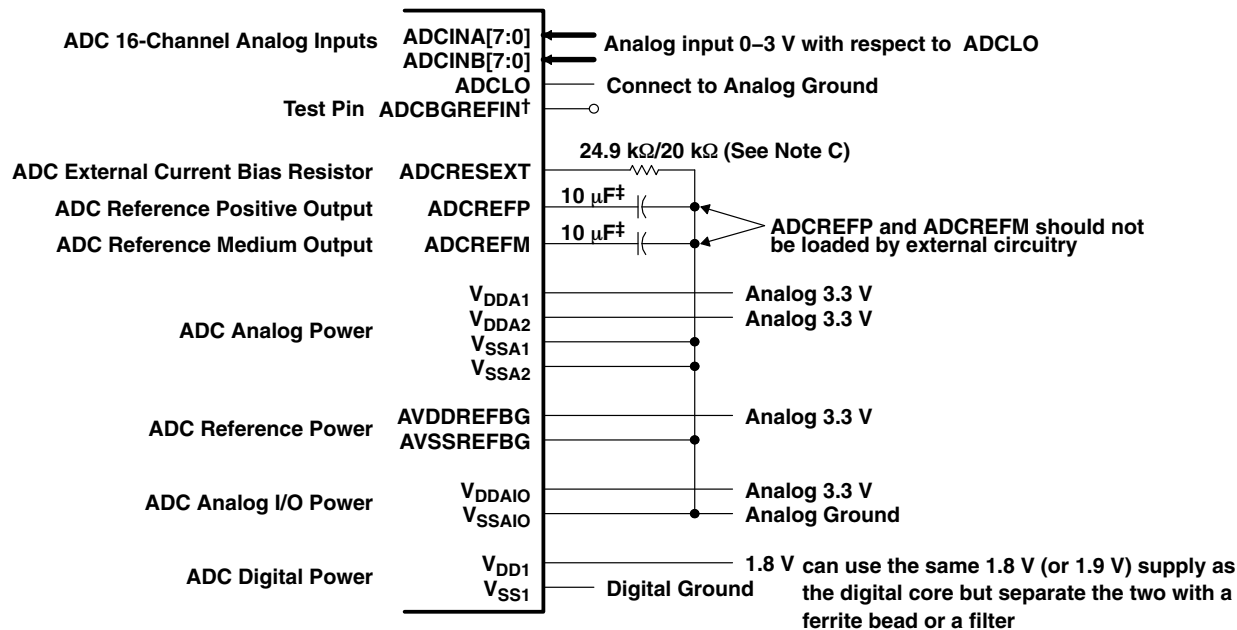 ADC 16-Channel Analog Inputs ADCINA[7:0] Analog input 0–3 V with respect to ADCLO
ADCINB[7:0]
ADCLO Connect to Analog Ground
Test Pin ADCBGREFIN†
24.9 kΩ/20 kΩ (See Note C)
ADC External Current Bias Resistor ADCRESEXT
ADC Reference Positive Output ADCREFP 10 μF‡
ADC Reference Medium Output ADCREFM 10 μF‡
ADCREFP and ADCREFM should not
be loaded by external circuitry
VDDA1 Analog 3.3 V
VDDA2 Analog 3.3 V
ADC Analog Power
VSSA1
VSSA2
ADC Reference Power
AVDDREFBG Analog 3.3 V
AVSSREFBG
ADC Analog I/O Power
VDDAIO Analog 3.3 V
VSSAIO Analog Ground
ADC Digital Power
VDD1 1.8 V can use the same 1.8 V (or 1.9 V) supply as
VSS1 Digital Ground the digital core but separate the two with a
ferrite bead or a filter